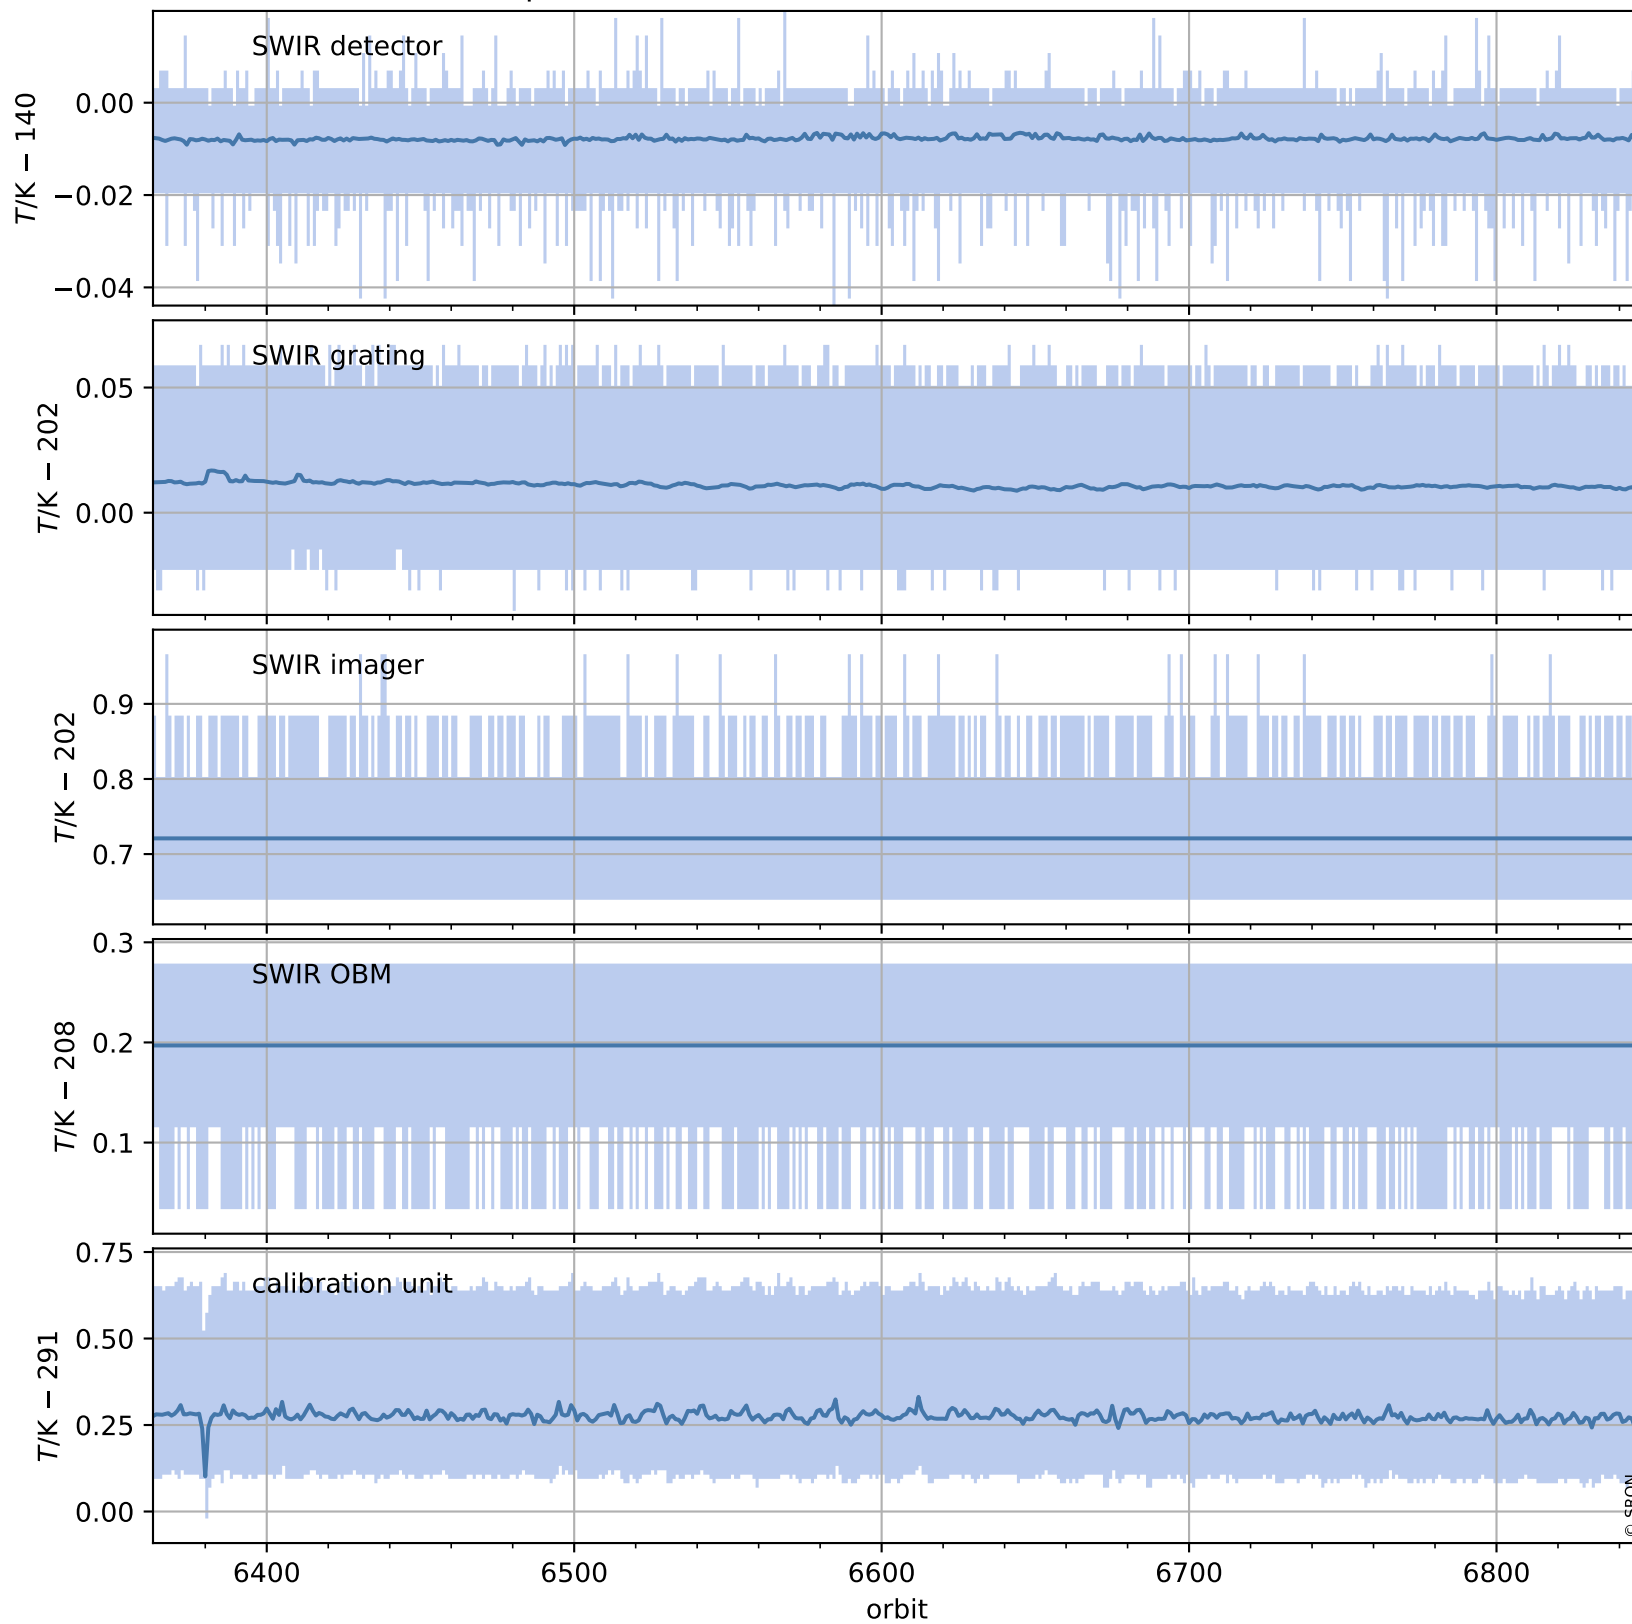 SWIR detector
T/K − 140
0.00
−0.02
−0.04
SWIR grating
T/K − 202
0.05
0.00
SWIR imager
T/K − 202
0.9
0.8
0.7
SWIR OBM
T/K − 208
0.3
0.2
0.1
calibration unit
T/K − 291
0.75
0.50
0.25
0.00
© SRON
6400 6500 6600 6700 6800
orbit